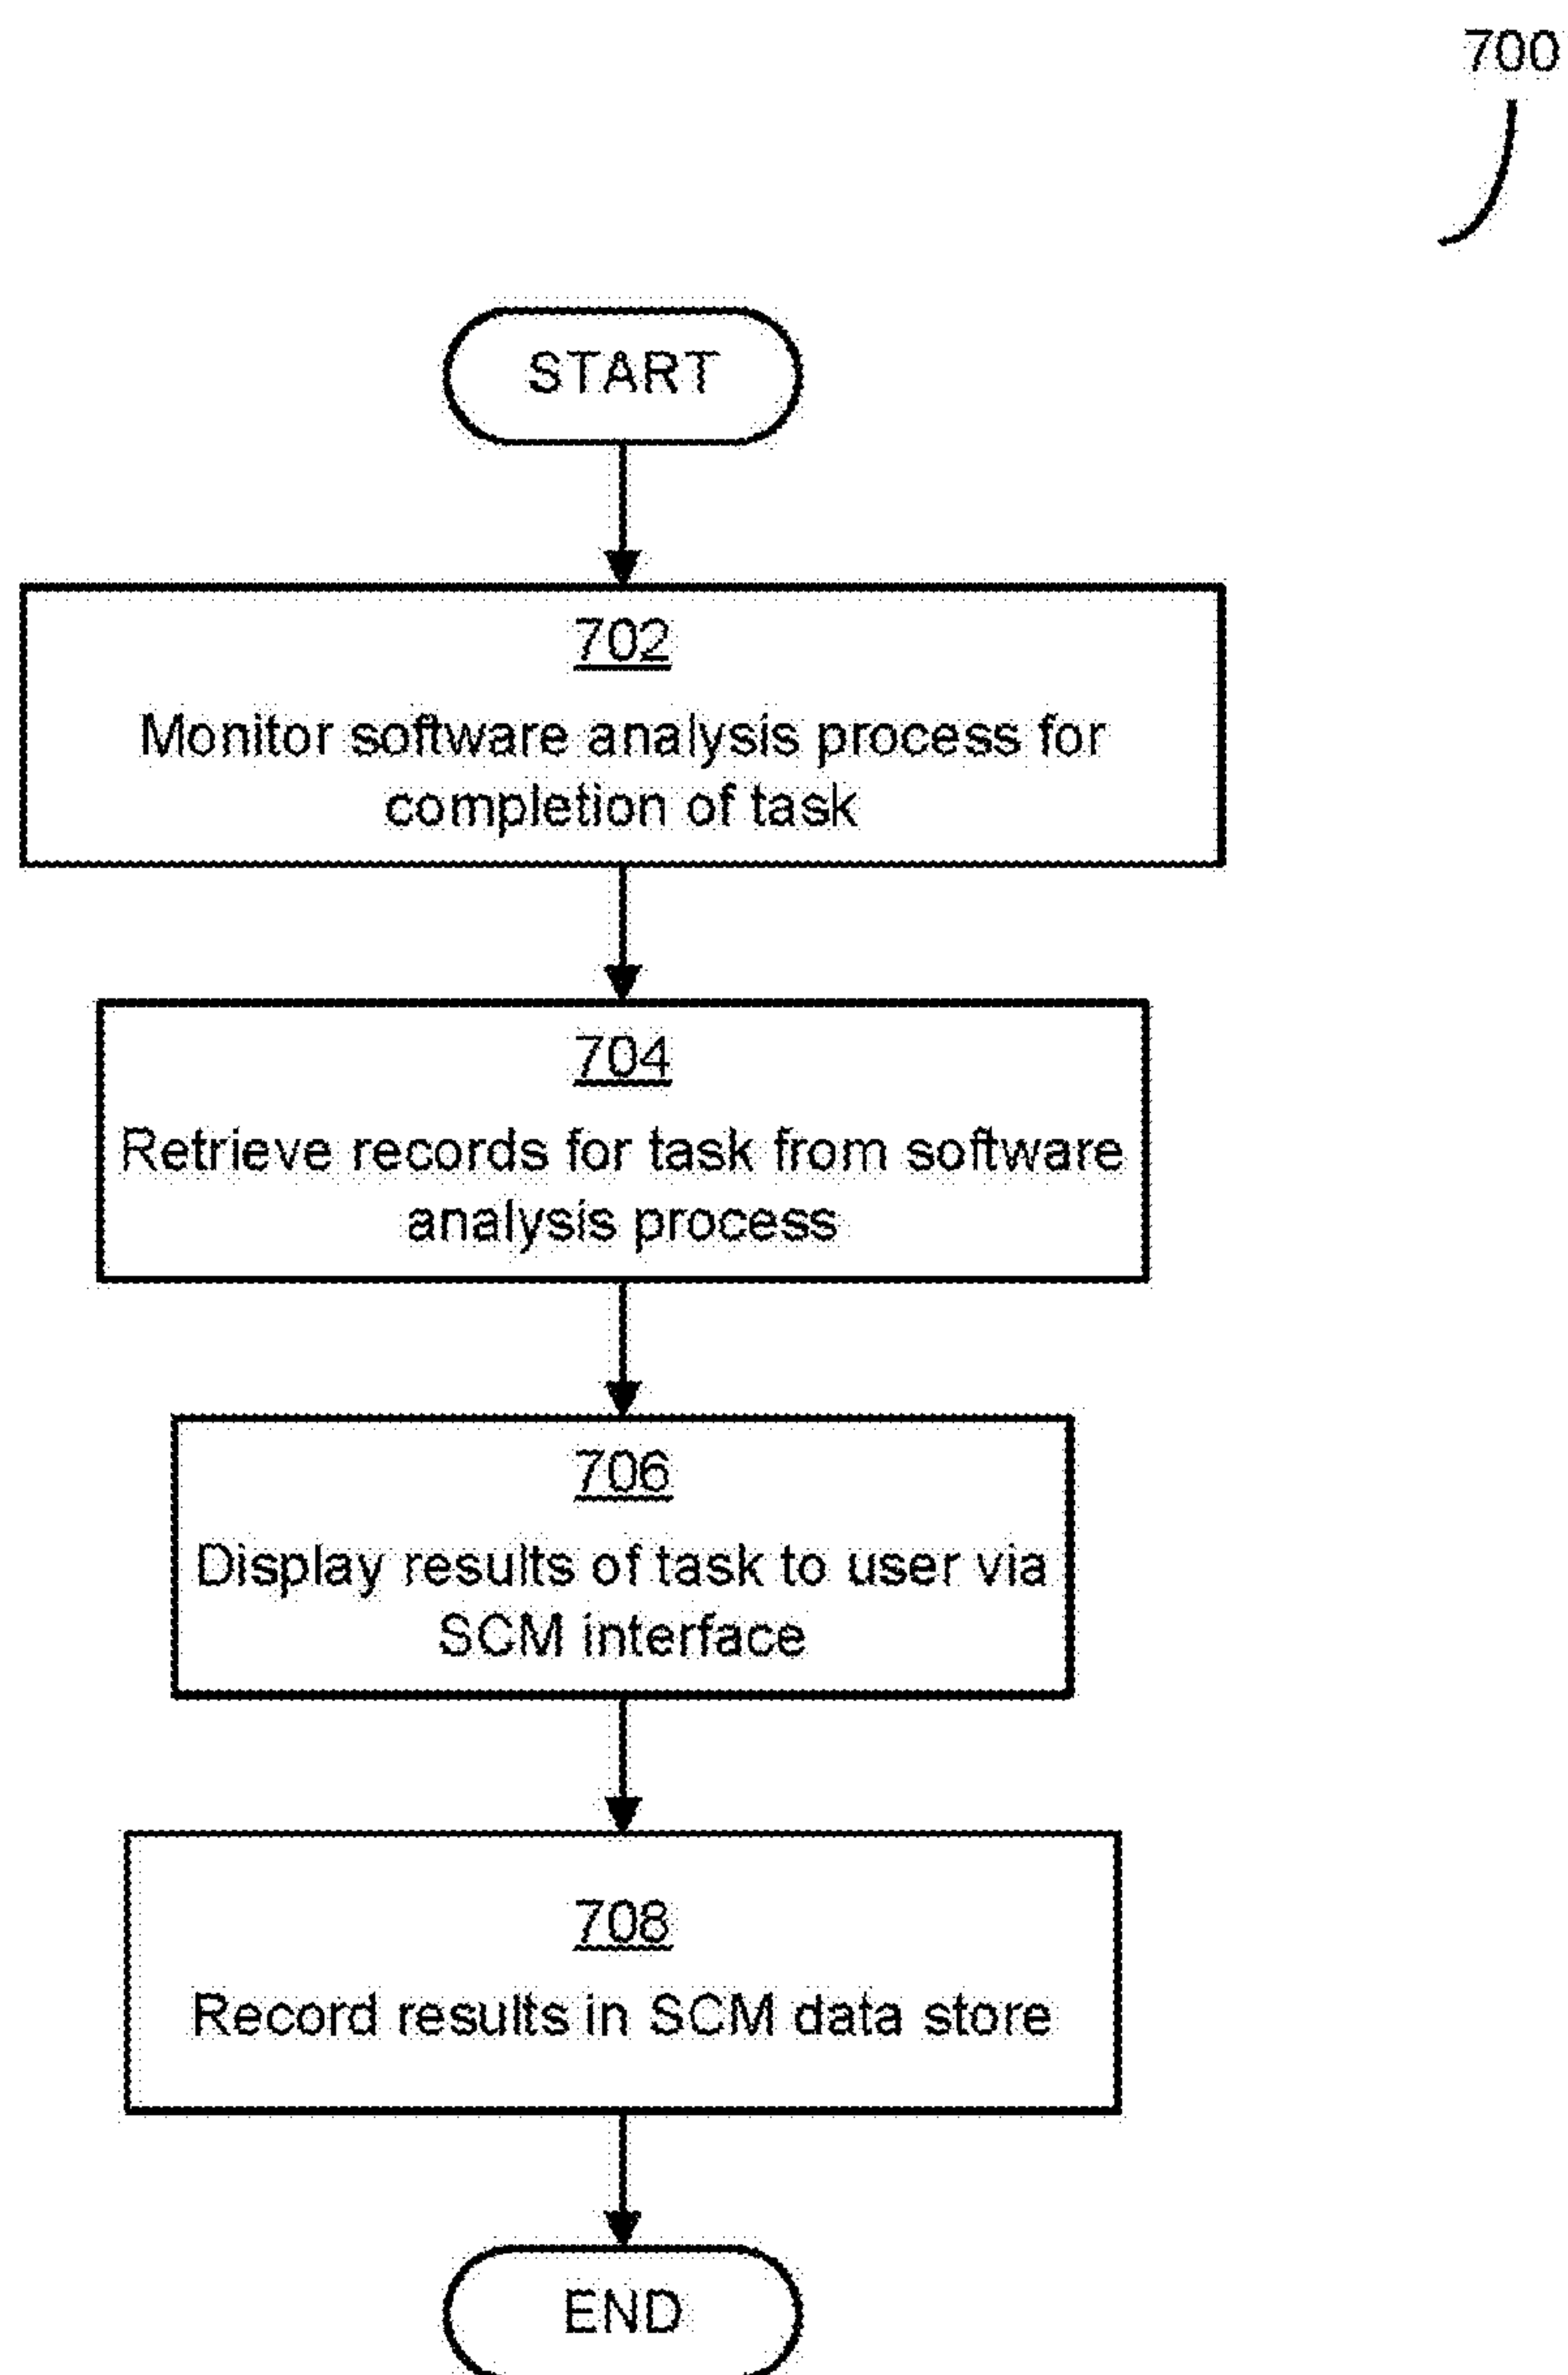 700
START
702
Monitor software analysis process for
completion of task
704
Retrieve records for task from software
analysis process
706
Display results of task to user via
SCM interface
708
Record results in SCM data store
END